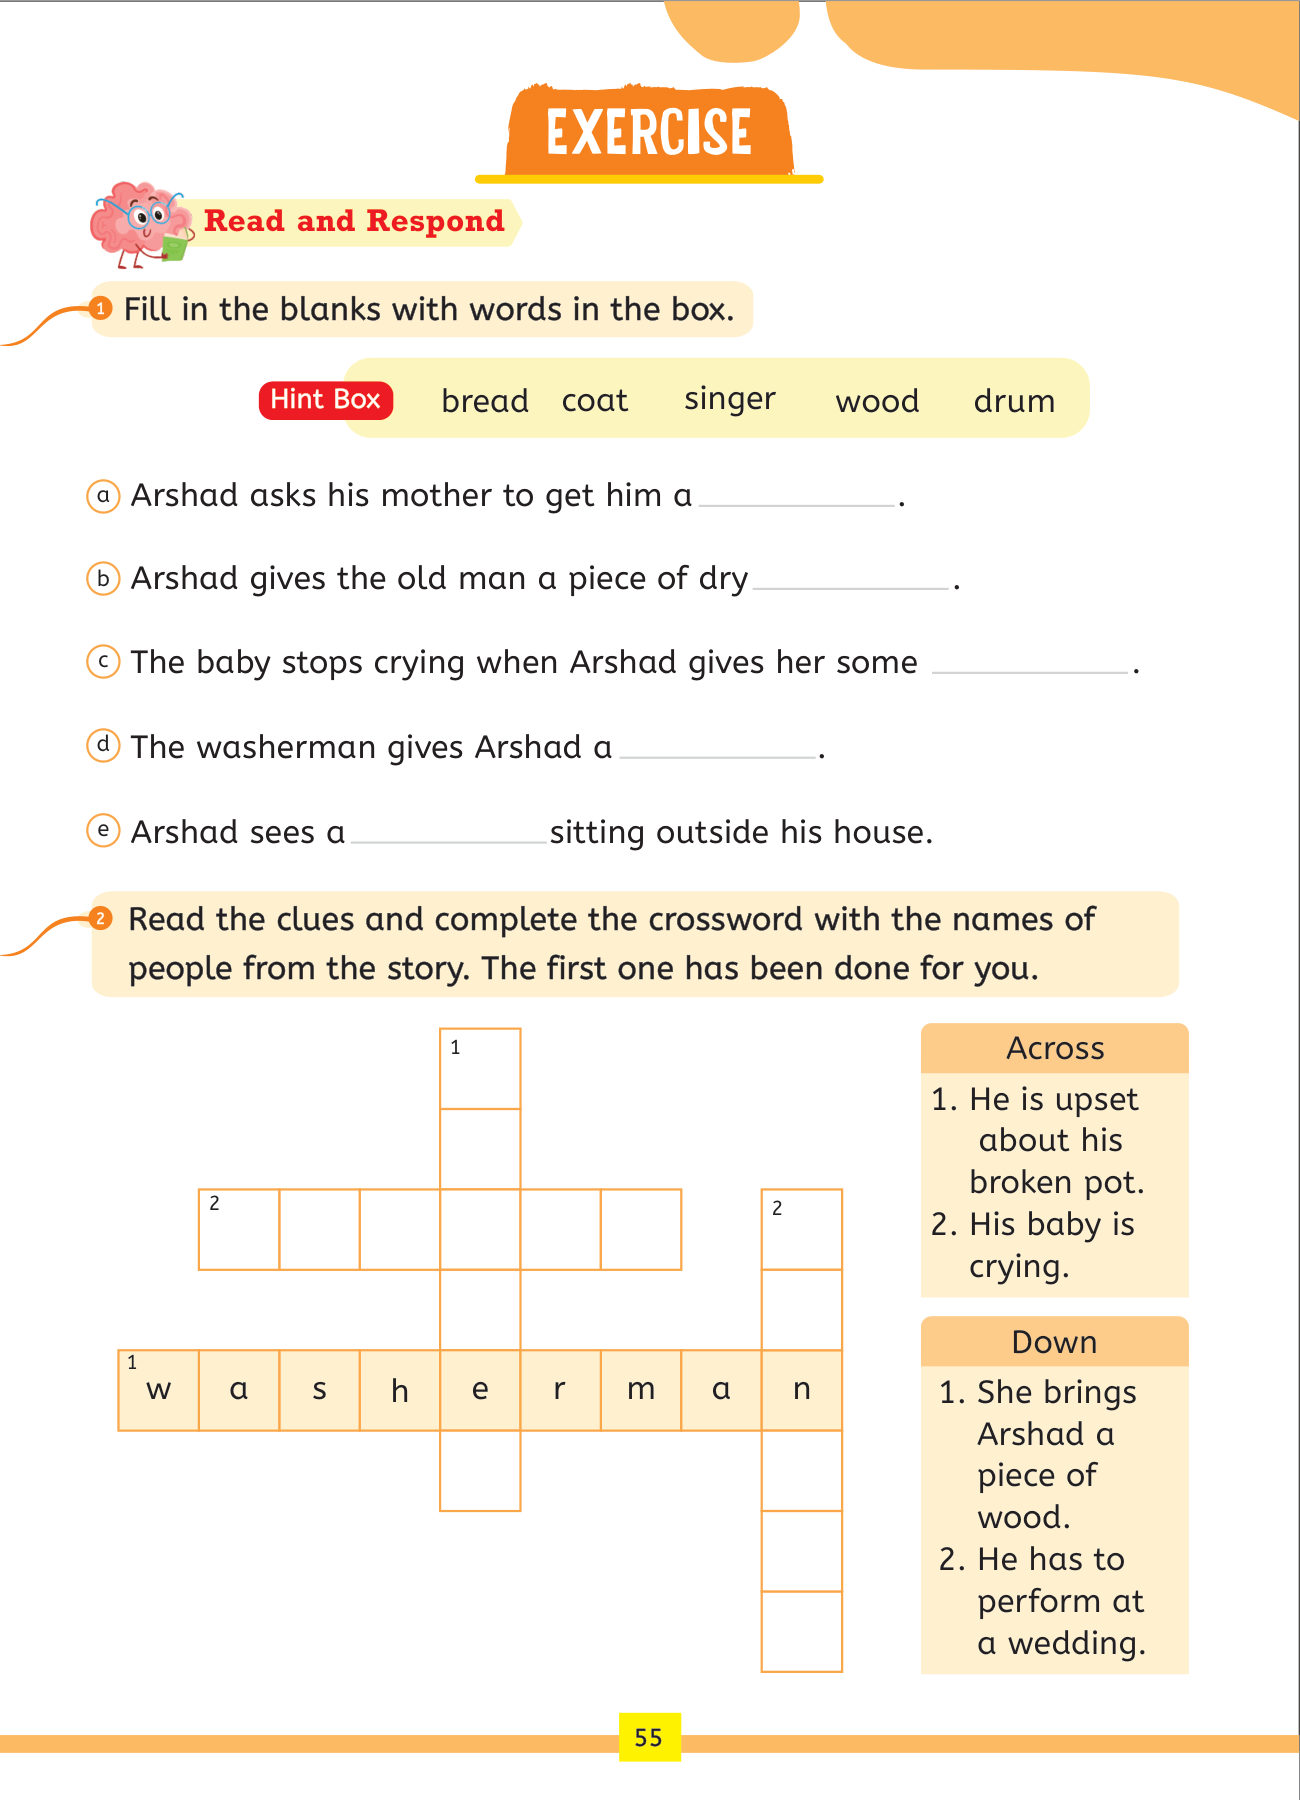 EXERCISE
Read and Respond
1 Fill in the blanks with words in the box.
Hint Box bread coat singer wood drum
a Arshad asks his mother to get him a .
b Arshad gives the old man a piece of dry .
c The baby stops crying when Arshad gives her some .
d The washerman gives Arshad a .
e Arshad sees a sitting outside his house.
2 Read the clues and complete the crossword with the names of
people from the story. The first one has been done for you.
1
2
2
1
w a s h e r m a n
Across
1. He is upset
about his
broken pot.
2. His baby is
crying.
Down
1. She brings
Arshad a
piece of
wood.
2. He has to
perform at
a wedding.
55